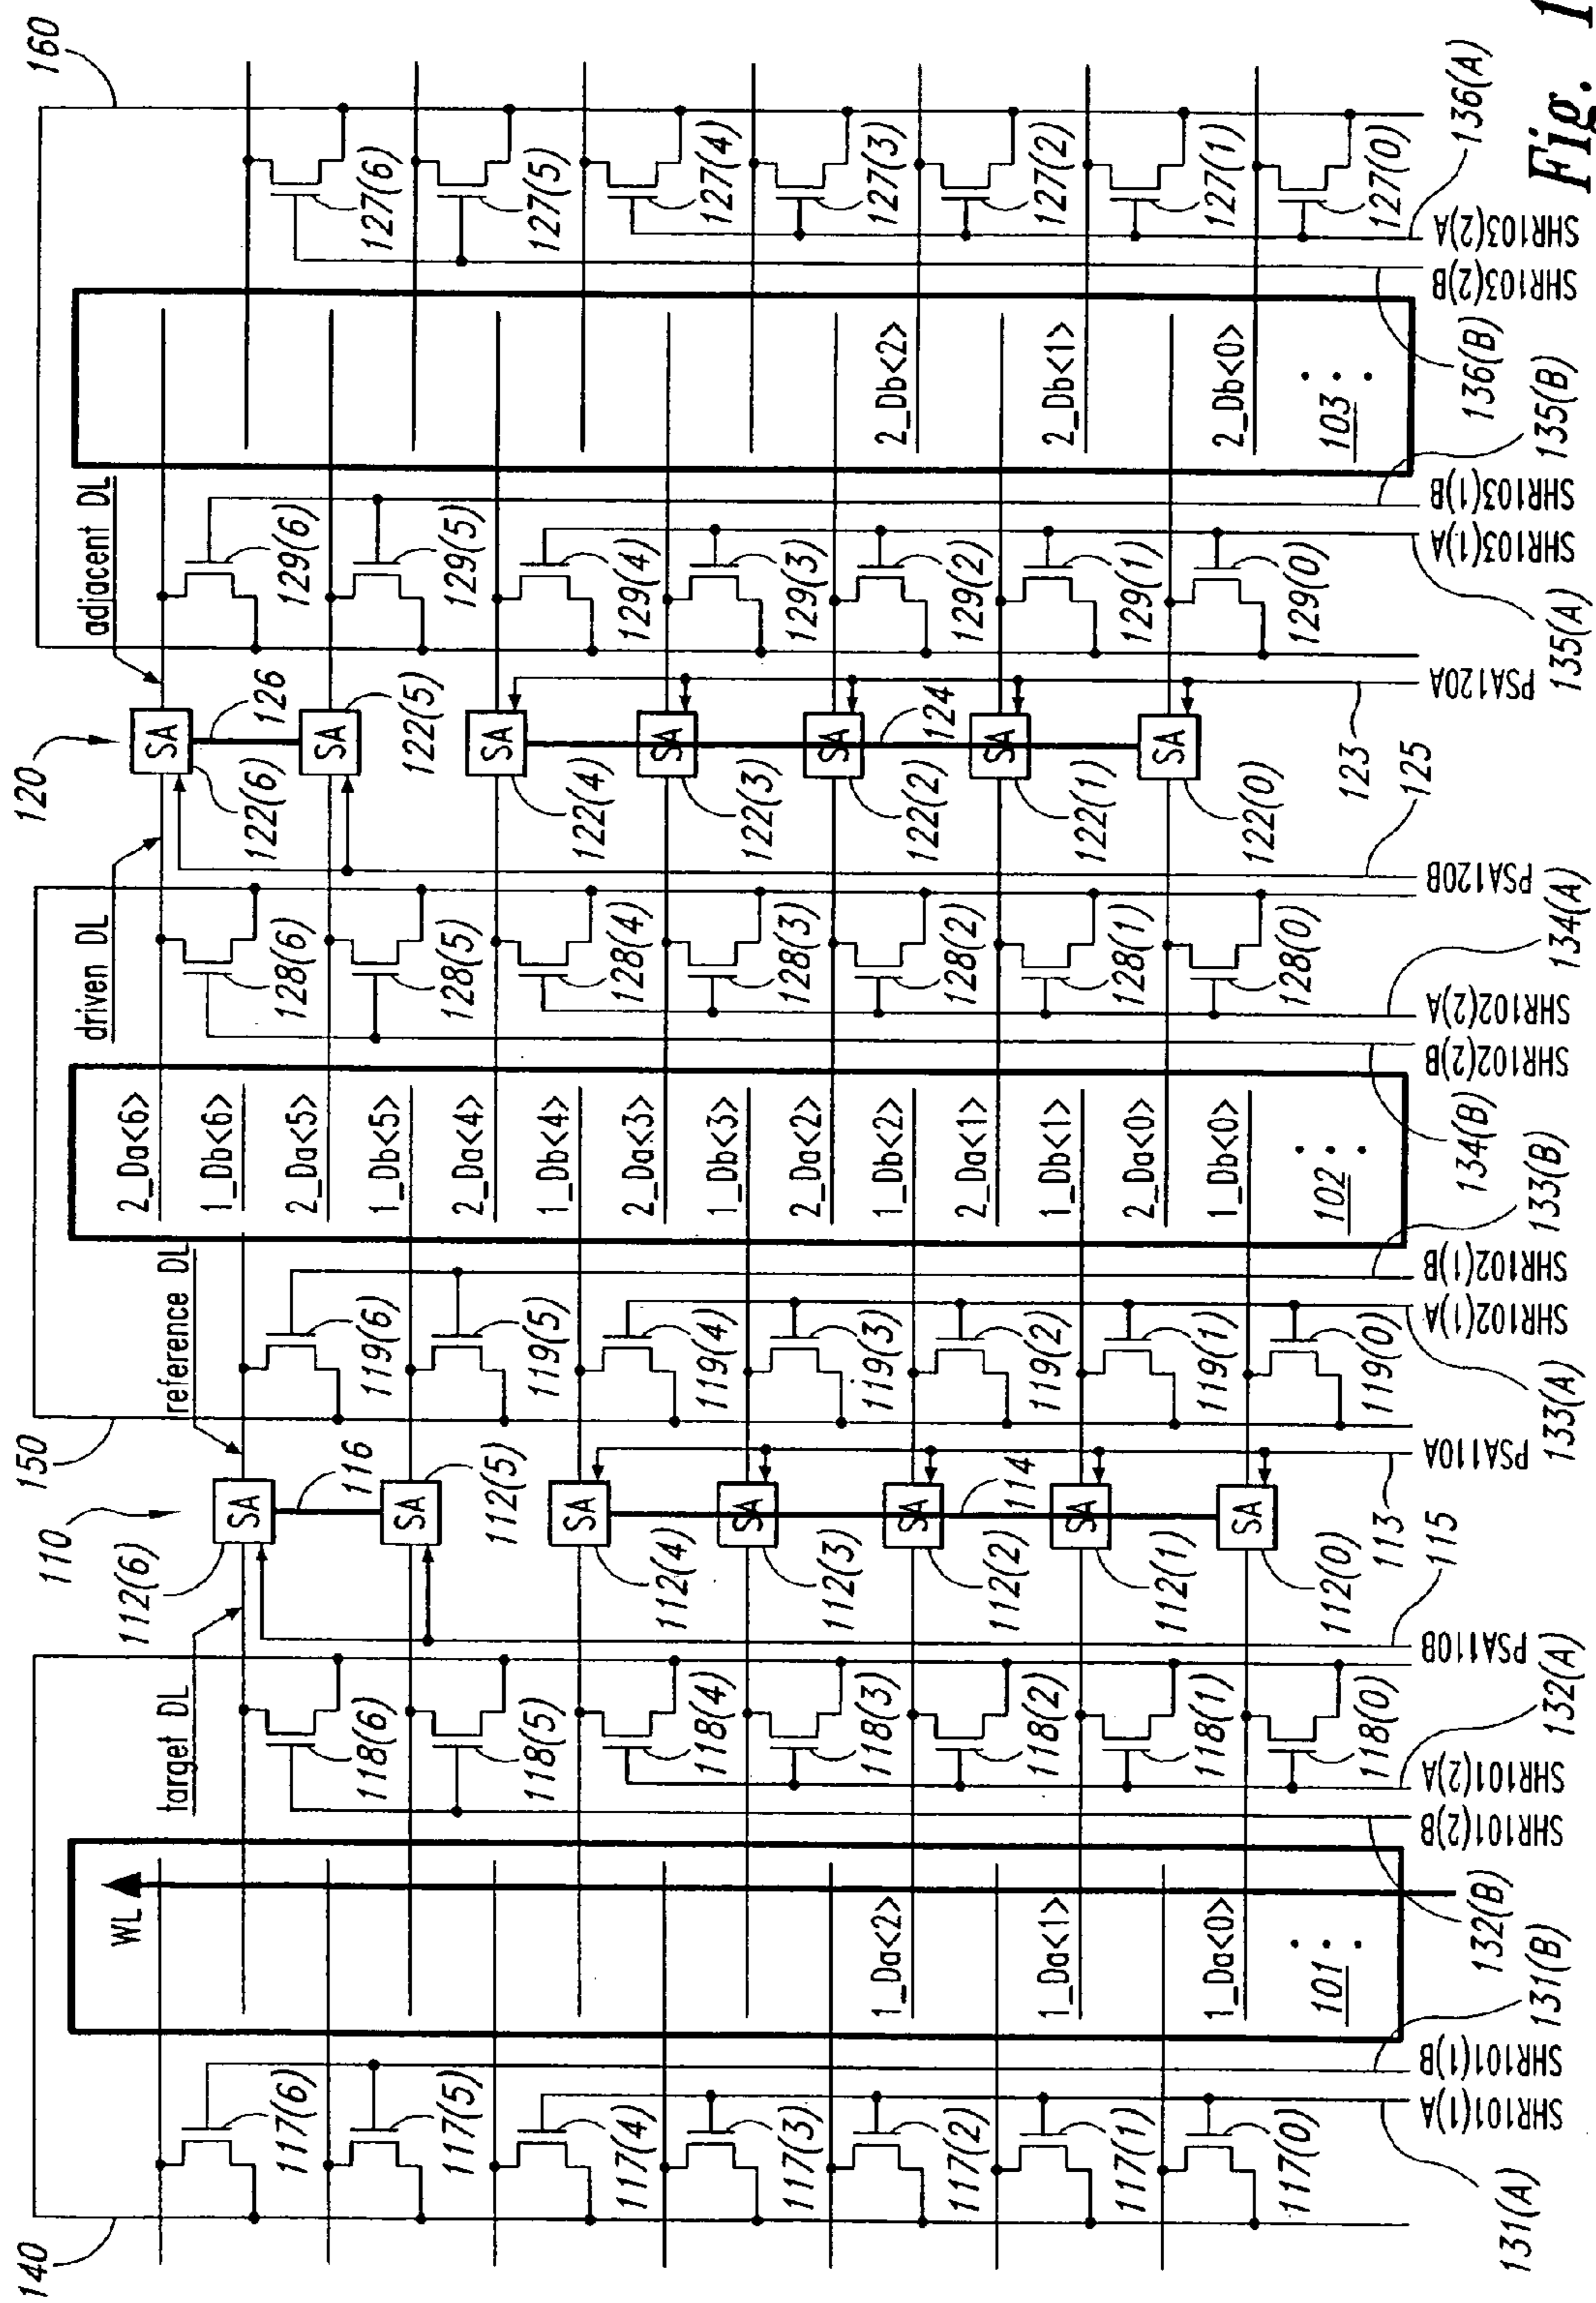 140
160
150
110
120
Fig. 1
target DL
reference DL
driven DL
adjacent DL
WL
112(6)
116
112(5)
112(4)
112(3)
112(2)
114
112(1)
112(0)
122(6)
126
122(5)
122(4)
122(3)
122(2)
124
122(1)
122(0)
SA
SA
SA
SA
SA
SA
SA
SA
SA
SA
SA
SA
SA
SA
117(6)
117(5)
117(4)
117(3)
117(2)
117(1)
117(0)
118(6)
118(5)
118(4)
118(3)
118(2)
118(1)
118(0)
119(6)
119(5)
119(4)
119(3)
119(2)
119(1)
119(0)
128(6)
128(5)
128(4)
128(3)
128(2)
128(1)
128(0)
129(6)
129(5)
129(4)
129(3)
129(2)
129(1)
129(0)
127(6)
127(5)
127(4)
127(3)
127(2)
127(1)
127(0)
1_Da<2>
1_Da<1>
1_Da<0>
101
2_Da<6>
1_Db<6>
2_Da<5>
1_Db<5>
2_Da<4>
1_Db<4>
2_Da<3>
1_Db<3>
2_Da<2>
1_Db<2>
2_Da<1>
1_Db<1>
2_Da<0>
1_Db<0>
102
2_Db<2>
2_Db<1>
2_Db<0>
103
SHR101(1)A
SHR101(1)B
SHR101(2)B
SHR101(2)A
PSA110B
PSA110A
SHR102(1)A
SHR102(1)B
SHR102(2)B
SHR102(2)A
PSA120B
PSA120A
SHR103(1)A
SHR103(1)B
SHR103(2)B
SHR103(2)A
131(A)
131(B)
132(B)
132(A)
115
113
133(A)
133(B)
134(B)
134(A)
125
123
135(A)
135(B)
136(B)
136(A)